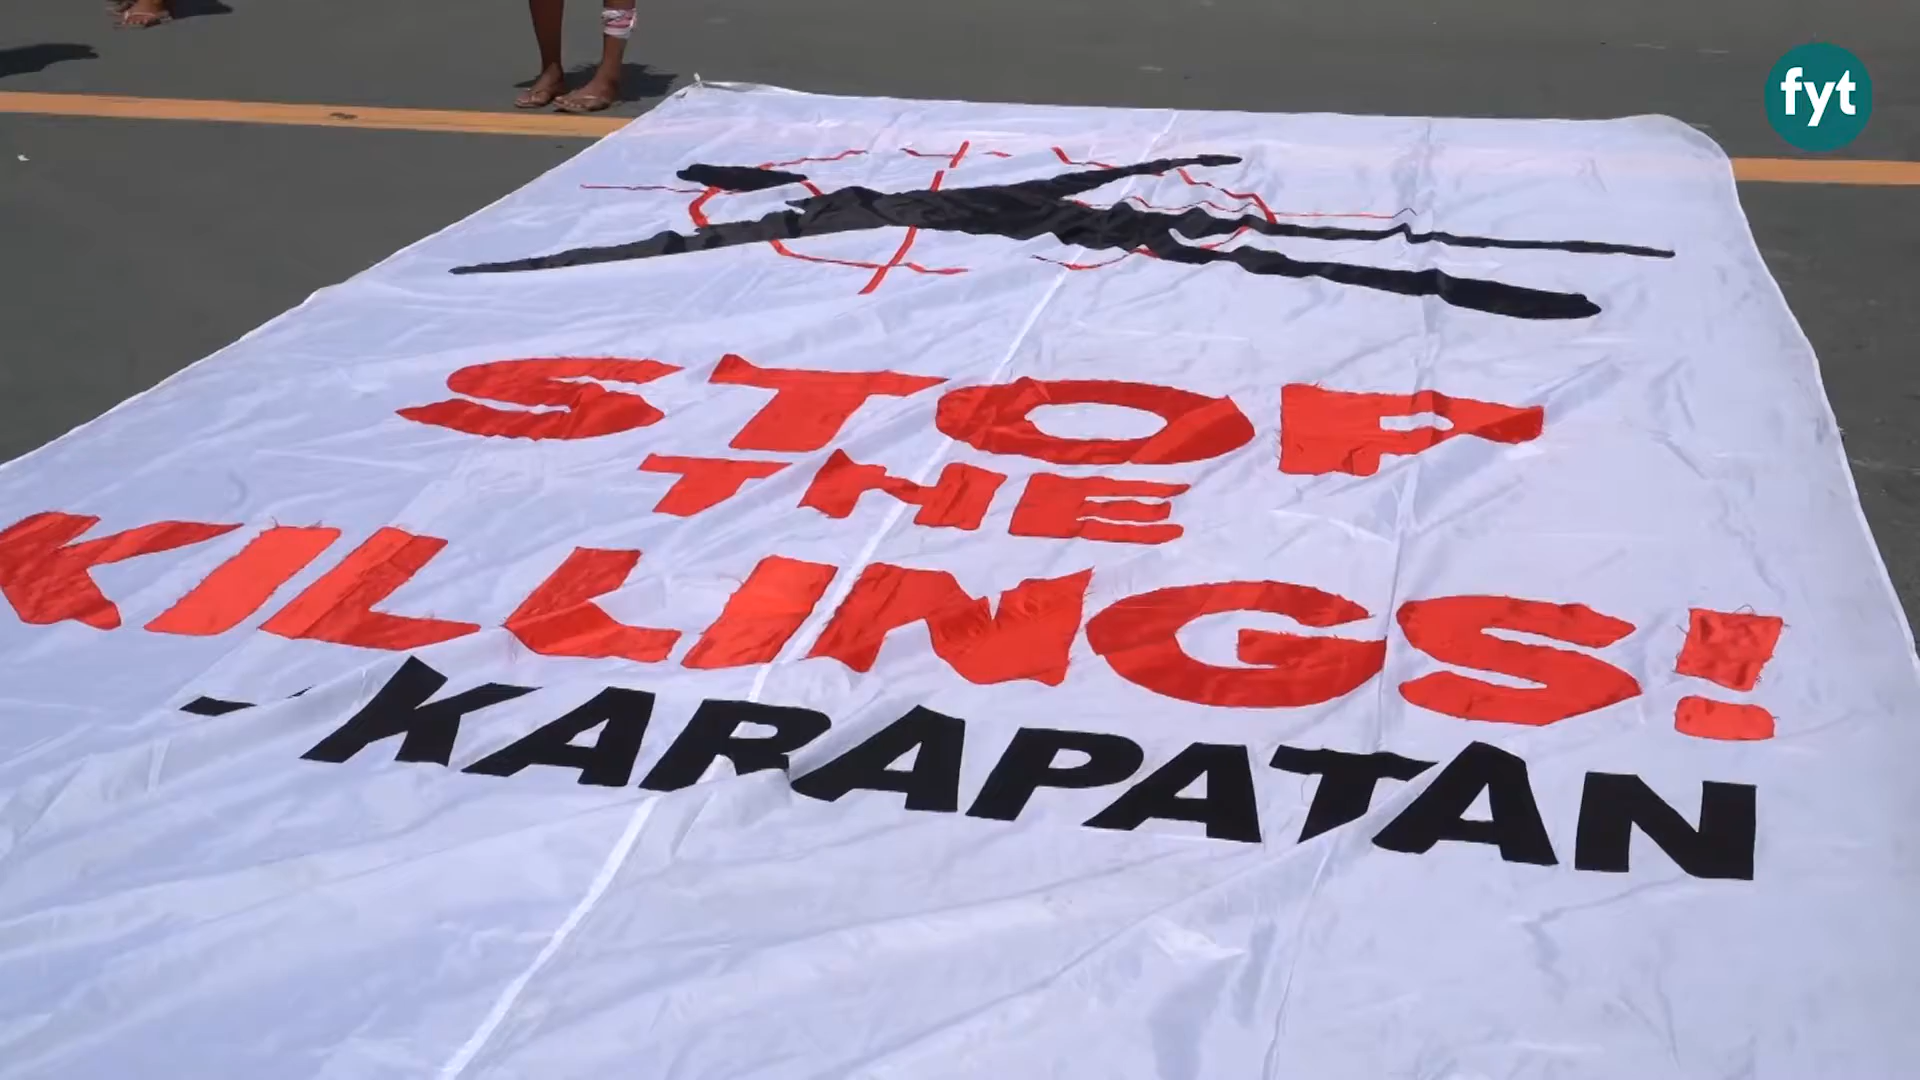 fyt
STOP
THE
KILLINGS!
- KARAPATAN